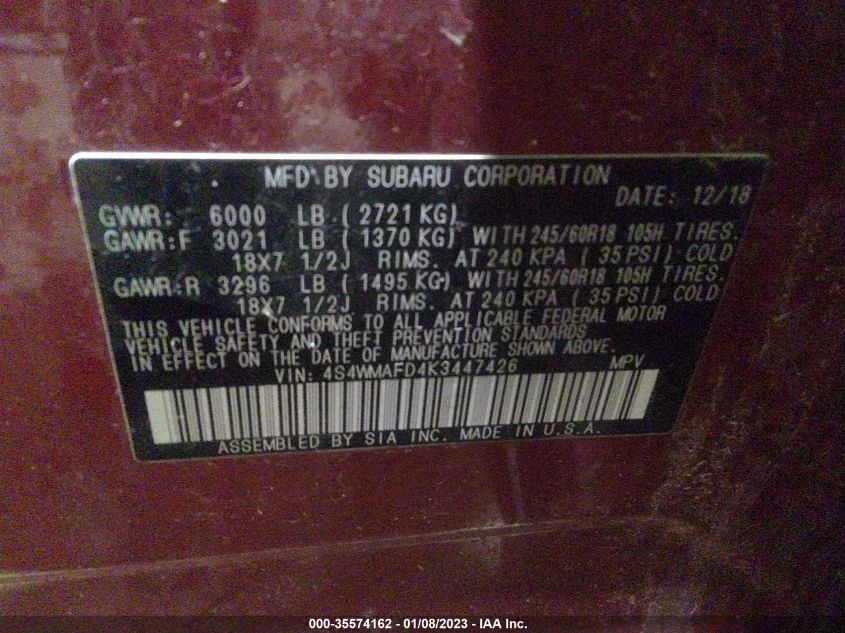 MFD BY SUBARU CORPORATION
DATE: 12/18
GVWR: 6000 LB (2721 KG)
GAWR:F 3021 LB (1370 KG) WITH 245/60R18 105H TIRES.
18X7 1/2J RIMS. AT 240 KPA (35 PSI) COLD
GAWR:R 3296 LB (1495 KG) WITH 245/60R18 105H TIRES.
18X7 1/2J RIMS. AT 240 KPA (35 PSI) COLD
THIS VEHICLE CONFORMS TO ALL APPLICABLE FEDERAL MOTOR
VEHICLE SAFETY AND THEFT PREVENTION STANDARDS
IN EFFECT ON THE DATE OF MANUFACTURE SHOWN ABOVE.
VIN: 4S4WMAFD4K3447426 MPV
ASSEMBLED BY SIA INC. MADE IN U.S.A.
000-35574162 - 01/08/2023 - IAA Inc.